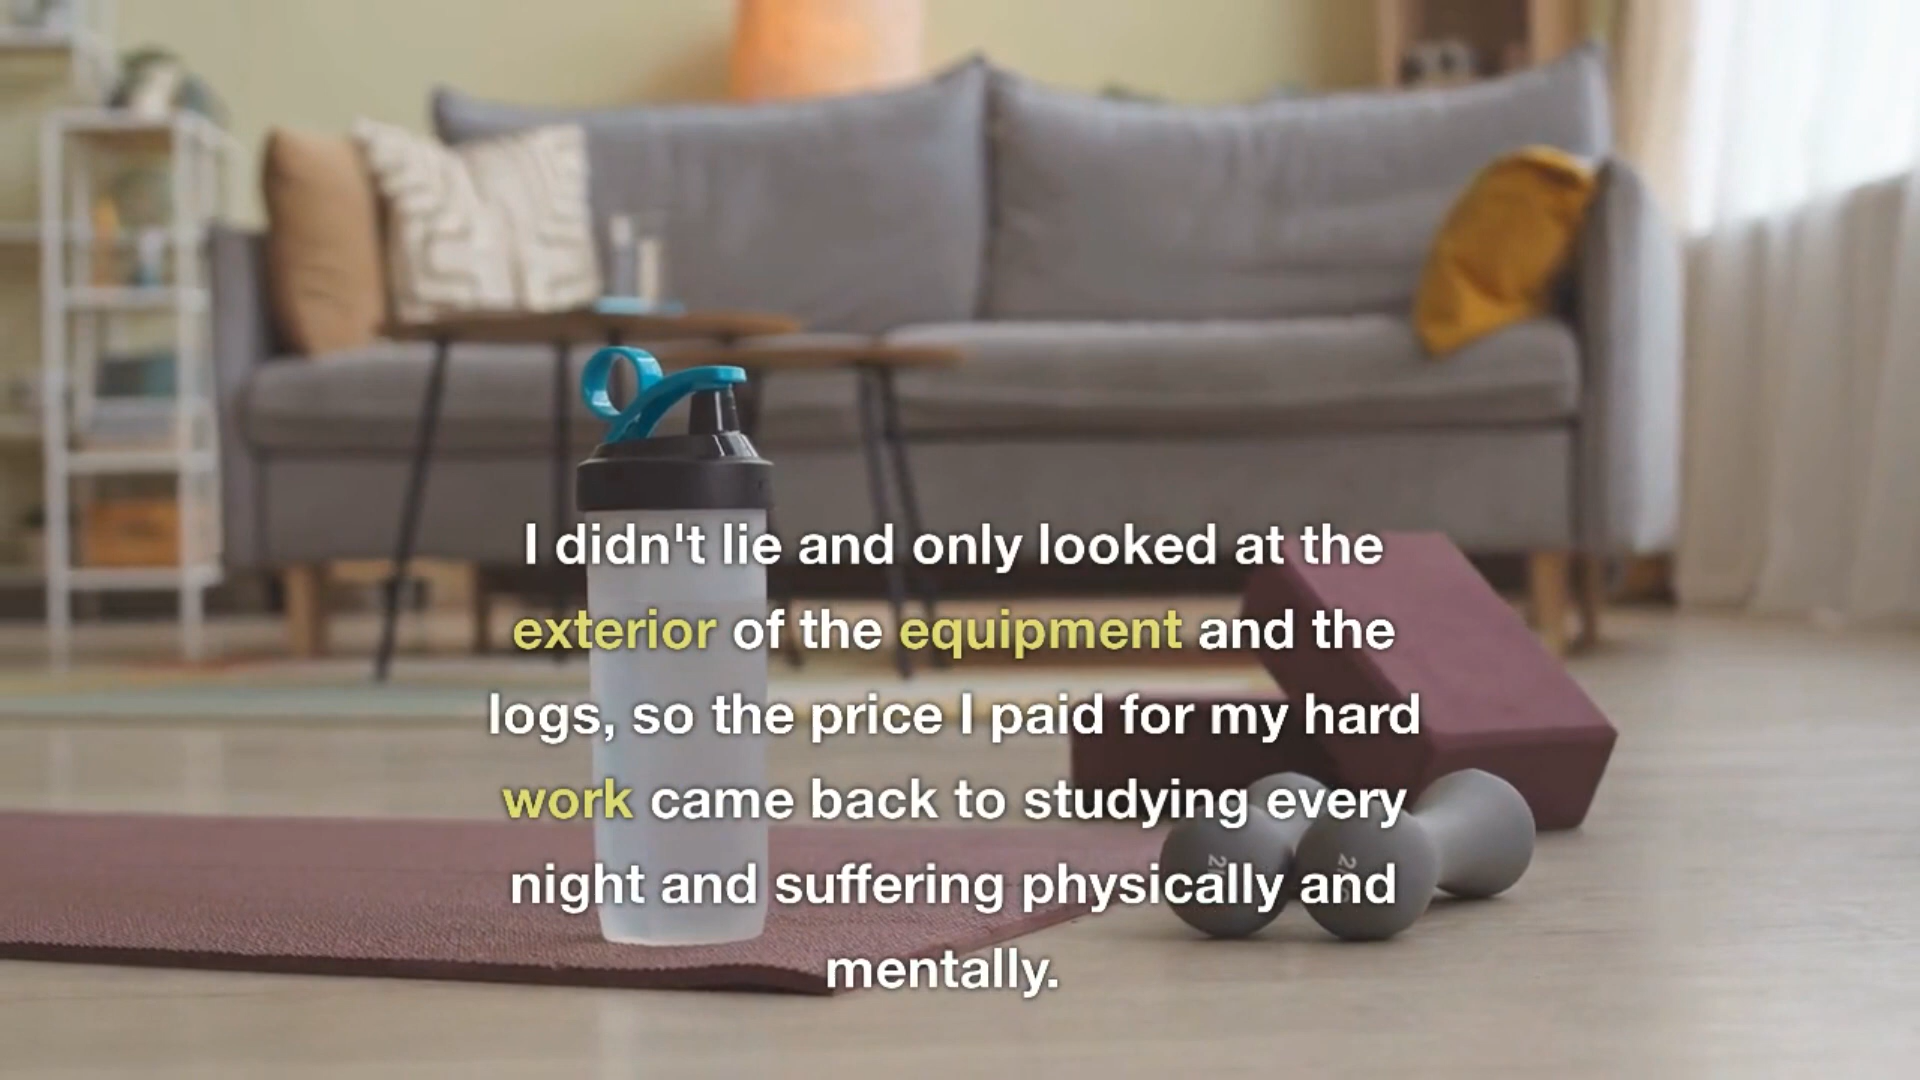 I didn't lie and only looked at the
exterior of the equipment and the
logs, so the price I paid for my hard
work came back to studying every
night and suffering physically and
mentally.